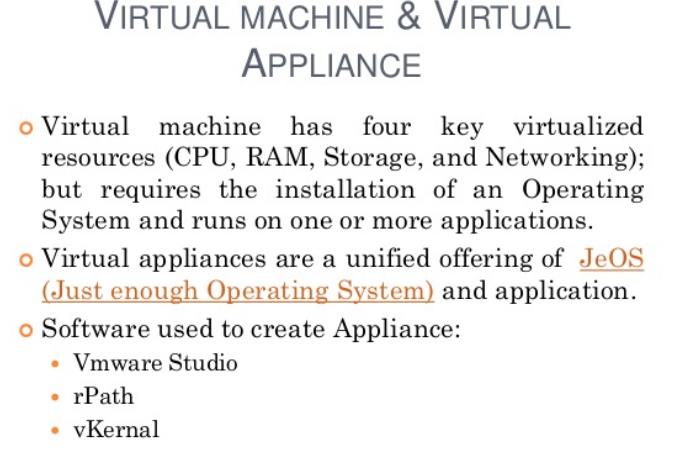 VIRTUAL MACHINE & VIRTUAL
APPLIANCE
Virtual machine has four key virtualized
resources (CPU, RAM, Storage, and Networking);
but requires the installation of an Operating
System and runs on one or more applications.
Virtual appliances are a unified offering of JeOS
(Just enough Operating System) and application.
Software used to create Appliance:
Vmware Studio
rPath
vKernal